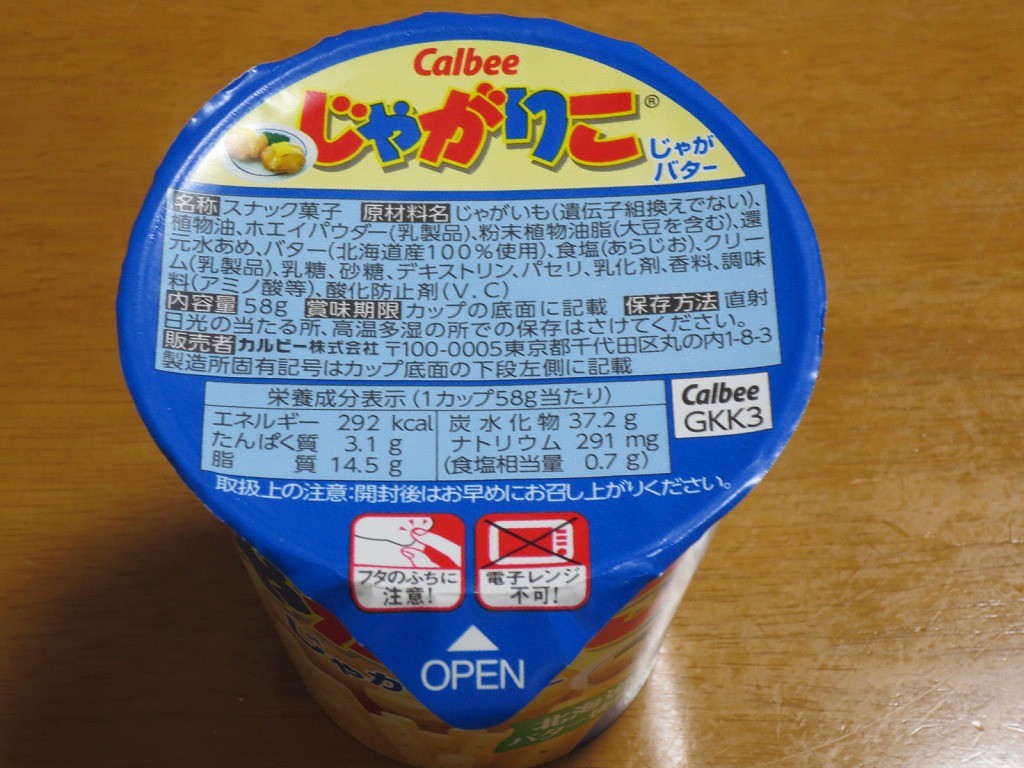 Calbee
じゃがりこ®
じゃが
バター
名称 スナック菓子 原材料名 じゃがいも(遺伝子組換えでない)、
植物油、ホエイパウダー(乳製品)、粉末植物油脂(大豆を含む)、還
元水あめ、バター(北海道産100%使用)、食塩(あらじお)、クリー
ム(乳製品)、乳糖、砂糖、デキストリン、パセリ、乳化剤、香料、調味
料(アミノ酸等)、酸化防止剤(V.C)
内容量 58g 賞味期限 カップの底面に記載 保存方法 直射
日光の当たる所、高温多湿の所での保存はさけてください。
販売者 カルビー株式会社 〒100-0005東京都千代田区丸の内1-8-3
製造所固有記号はカップ底面の下段左側に記載
栄養成分表示(1カップ58g当たり)
エネルギー 292 kcal 炭水化物 37.2 g
たんぱく質 3.1 g ナトリウム 291 mg
脂質 14.5 g (食塩相当量 0.7 g)
Calbee
GKK3
取扱上の注意:開封後はお早めにお召し上がりください。
フタのふちに
注意!
電子レンジ
不可!
OPEN
じゃが
北海道
バター